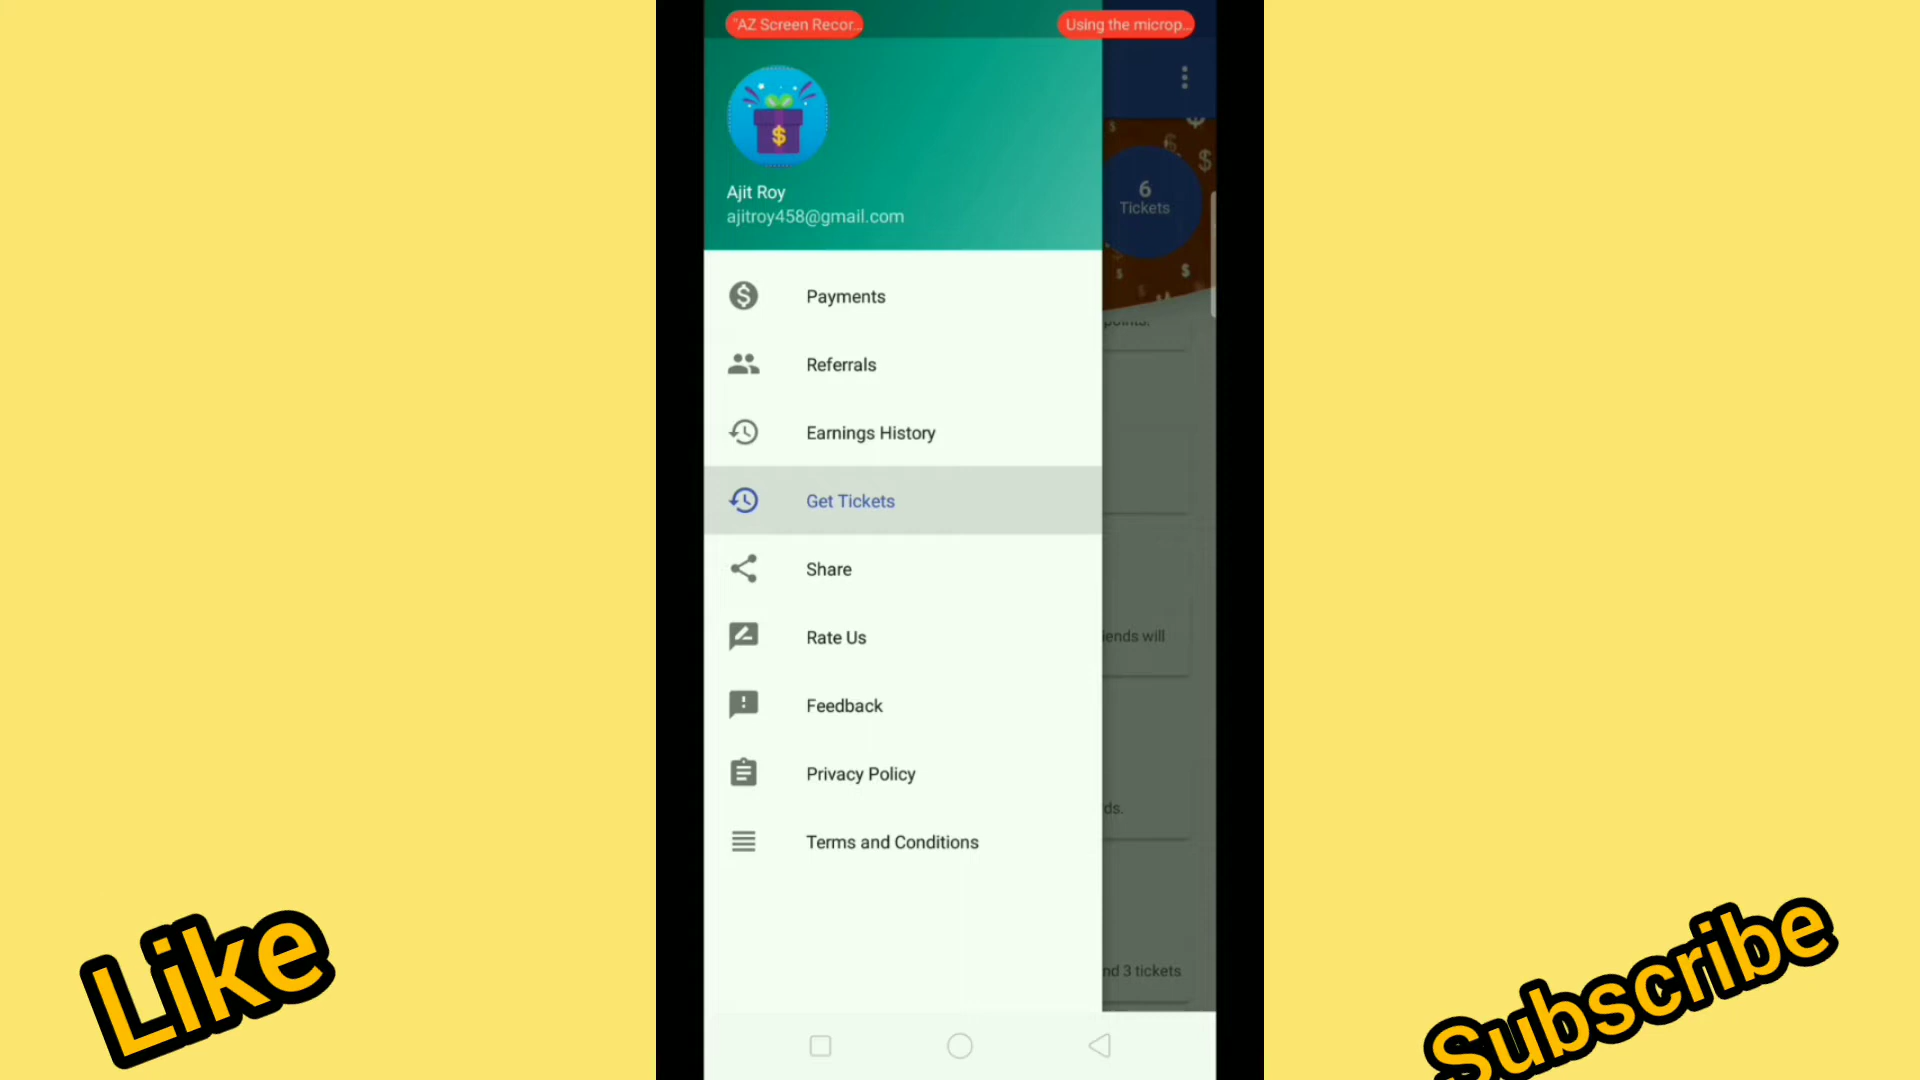 "AZ Screen Recor...
Using the microp...
Ajit Roy
ajitroy458@gmail.com
6
Tickets
points.
Payments
Referrals
Earnings History
Get Tickets
Share
Rate Us
iends will
Feedback
Privacy Policy
ds.
Terms and Conditions
nd 3 tickets
Like
Subscribe